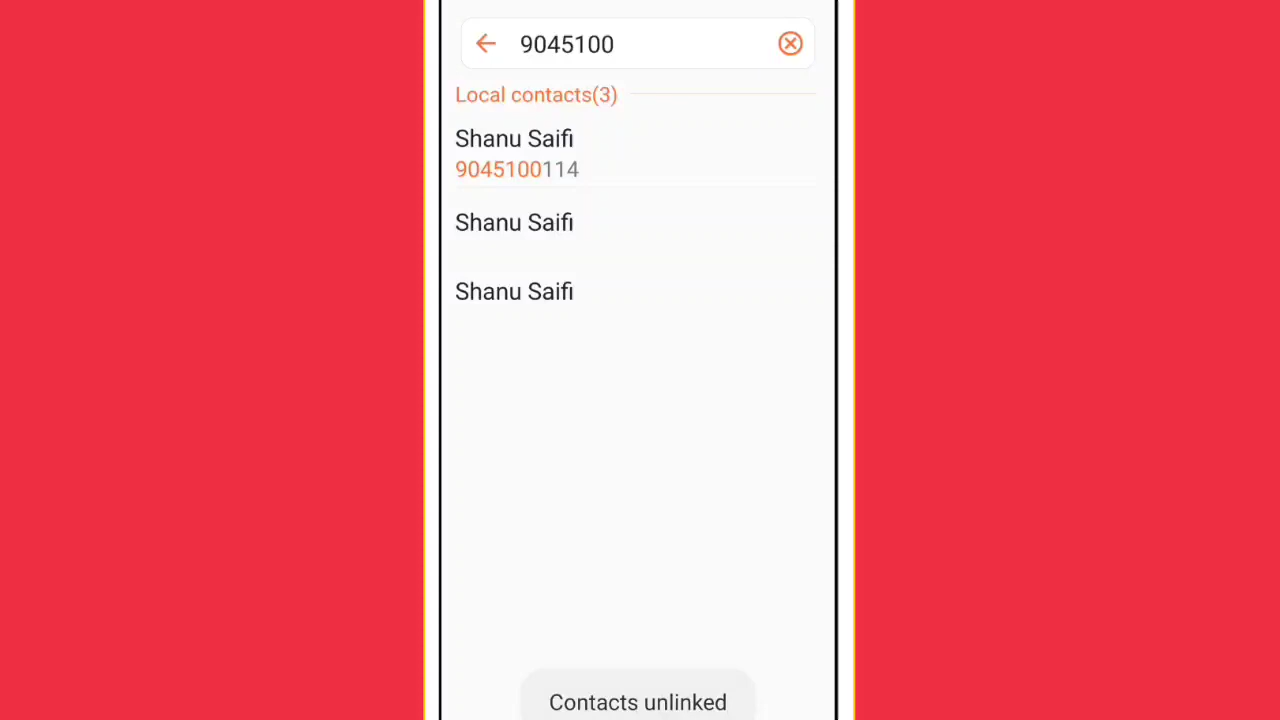 9045100
Local contacts(3)
Shanu Saifi
9045100114
Shanu Saifi
Shanu Saifi
Contacts unlinked